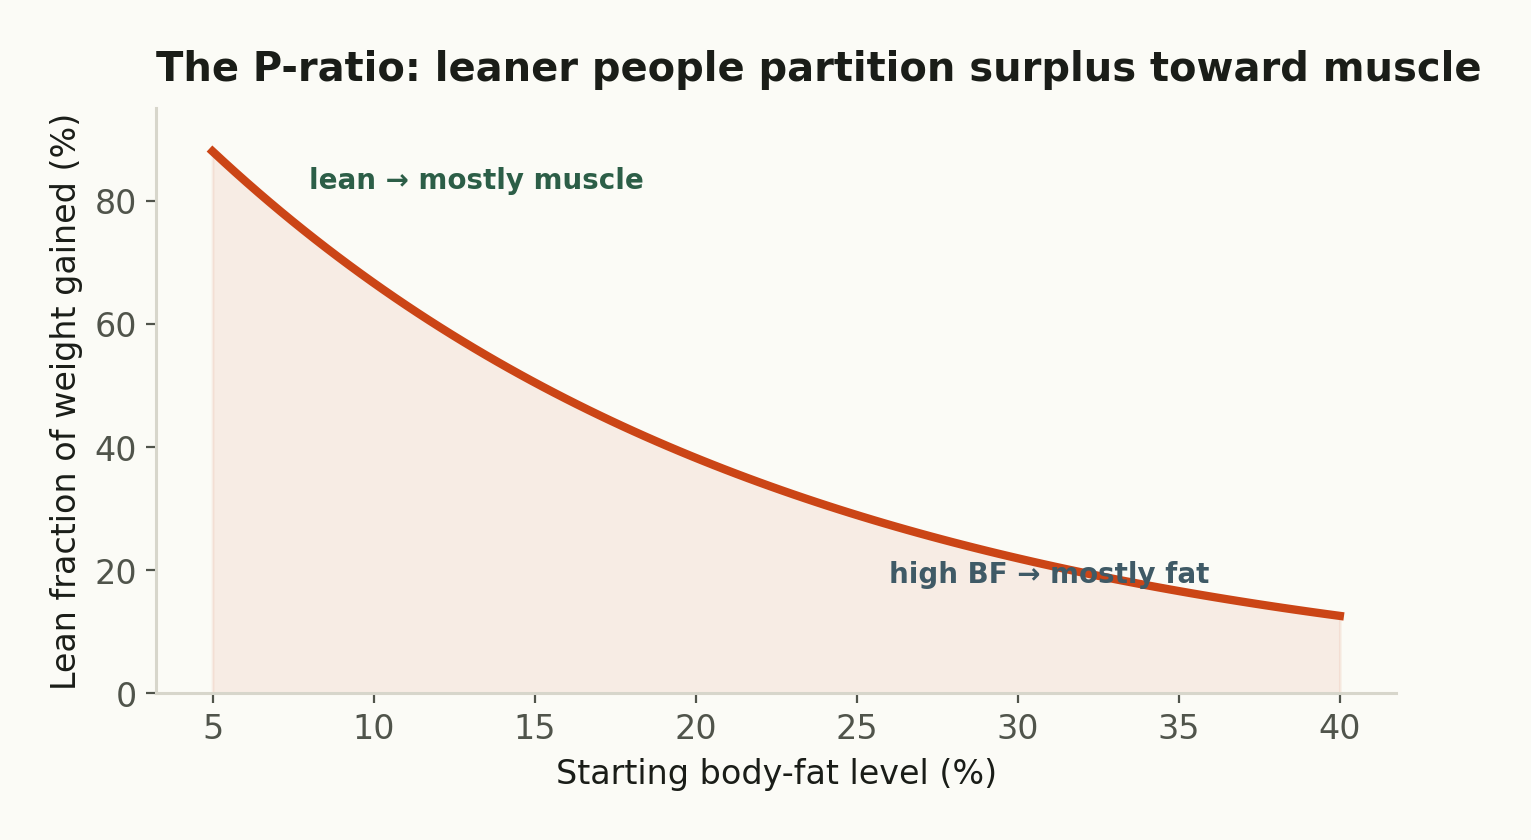 The P-ratio: leaner people partition surplus toward muscle
Lean fraction of weight gained (%)
80
60
40
20
0
lean → mostly muscle
high BF → mostly fat
5 10 15 20 25 30 35 40
Starting body-fat level (%)